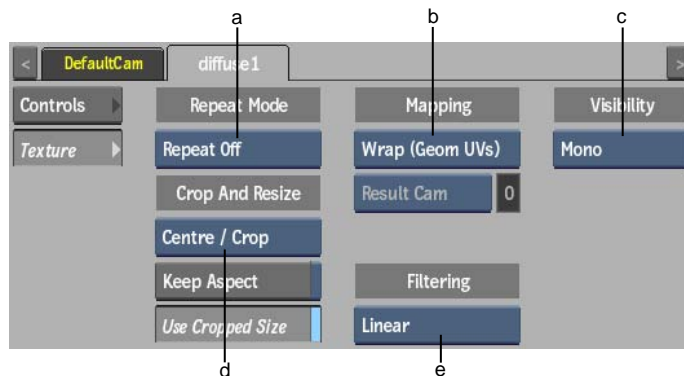 a b c
< DefaultCam diffuse1 >
Controls Repeat Mode Mapping Visibility
Texture Repeat Off Wrap (Geom UVs) Mono
Crop And Resize Result Cam 0
Centre / Crop
Keep Aspect Filtering
Use Cropped Size Linear
d e